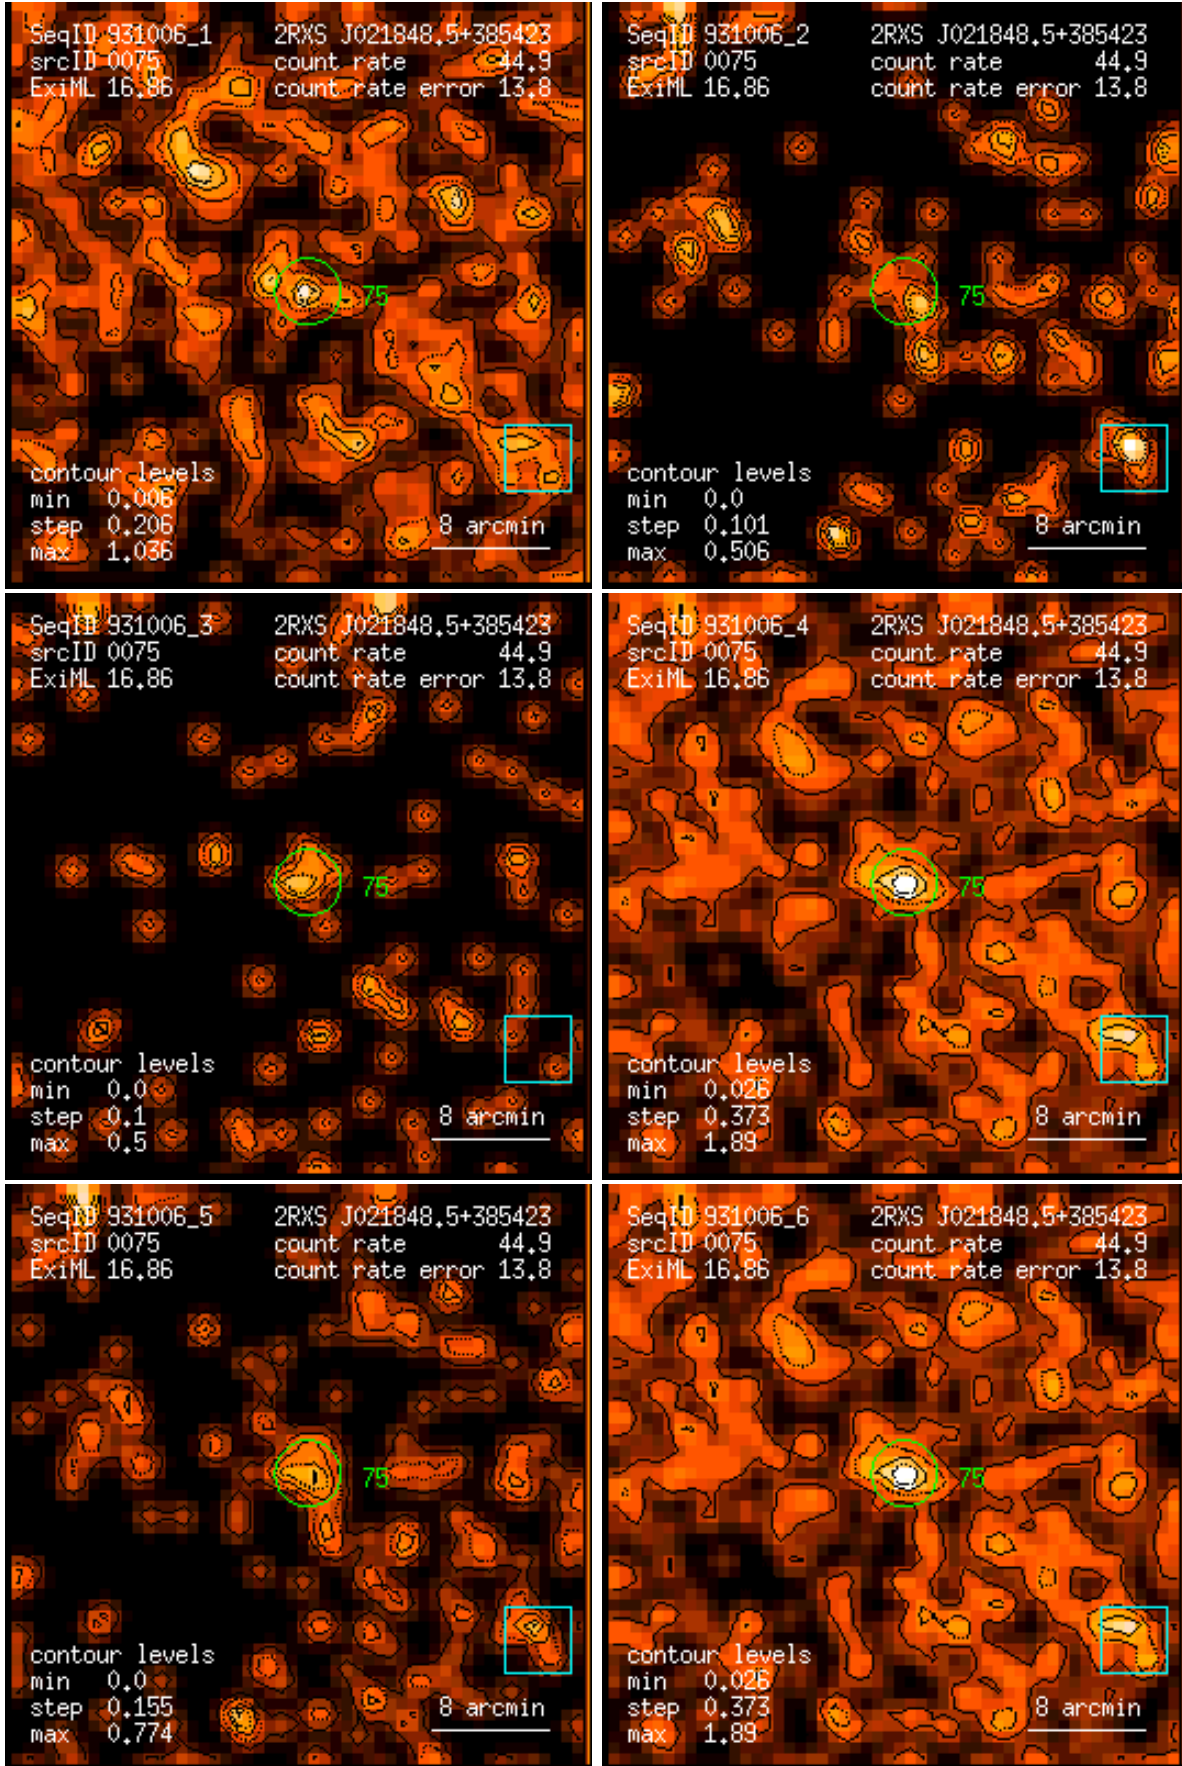 SeqID 931006_1 2RXS J021848.5+385423
srcID 0075 count rate 44.9
ExiML 16.86 count rate error 13.8
75
contour levels
min 0.006
step 0.206 8 arcmin
max 1.036
SeqID 931006_2 2RXS J021848.5+385423
srcID 0075 count rate 44.9
ExiML 16.86 count rate error 13.8
75
contour levels
min 0.0
step 0.101 8 arcmin
max 0.506
SeqID 931006_3 2RXS J021848.5+385423
srcID 0075 count rate 44.9
ExiML 16.86 count rate error 13.8
75
contour levels
min 0.0
step 0.1 8 arcmin
max 0.5
SeqID 931006_4 2RXS J021848.5+385423
srcID 0075 count rate 44.9
ExiML 16.86 count rate error 13.8
75
contour levels
min 0.026
step 0.373 8 arcmin
max 1.89
SeqID 931006_5 2RXS J021848.5+385423
srcID 0075 count rate 44.9
ExiML 16.86 count rate error 13.8
75
contour levels
min 0.0
step 0.155 8 arcmin
max 0.774
SeqID 931006_6 2RXS J021848.5+385423
srcID 0075 count rate 44.9
ExiML 16.86 count rate error 13.8
75
contour levels
min 0.026
step 0.373 8 arcmin
max 1.89